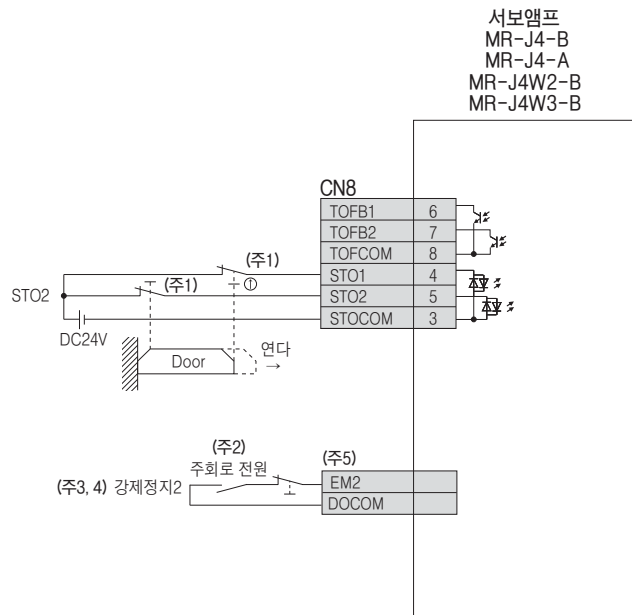 서보앰프
MR-J4-B
MR-J4-A
MR-J4W2-B
MR-J4W3-B
CN8
TOFB1 6
TOFB2 7
TOFCOM 8
(주1) STO1 4
STO2 (주1) STO2 5
STOCOM 3
DC24V
Door 연다
→
(주2) (주5)
주회로 전원
(주3, 4) 강제정지2 EM2
DOCOM